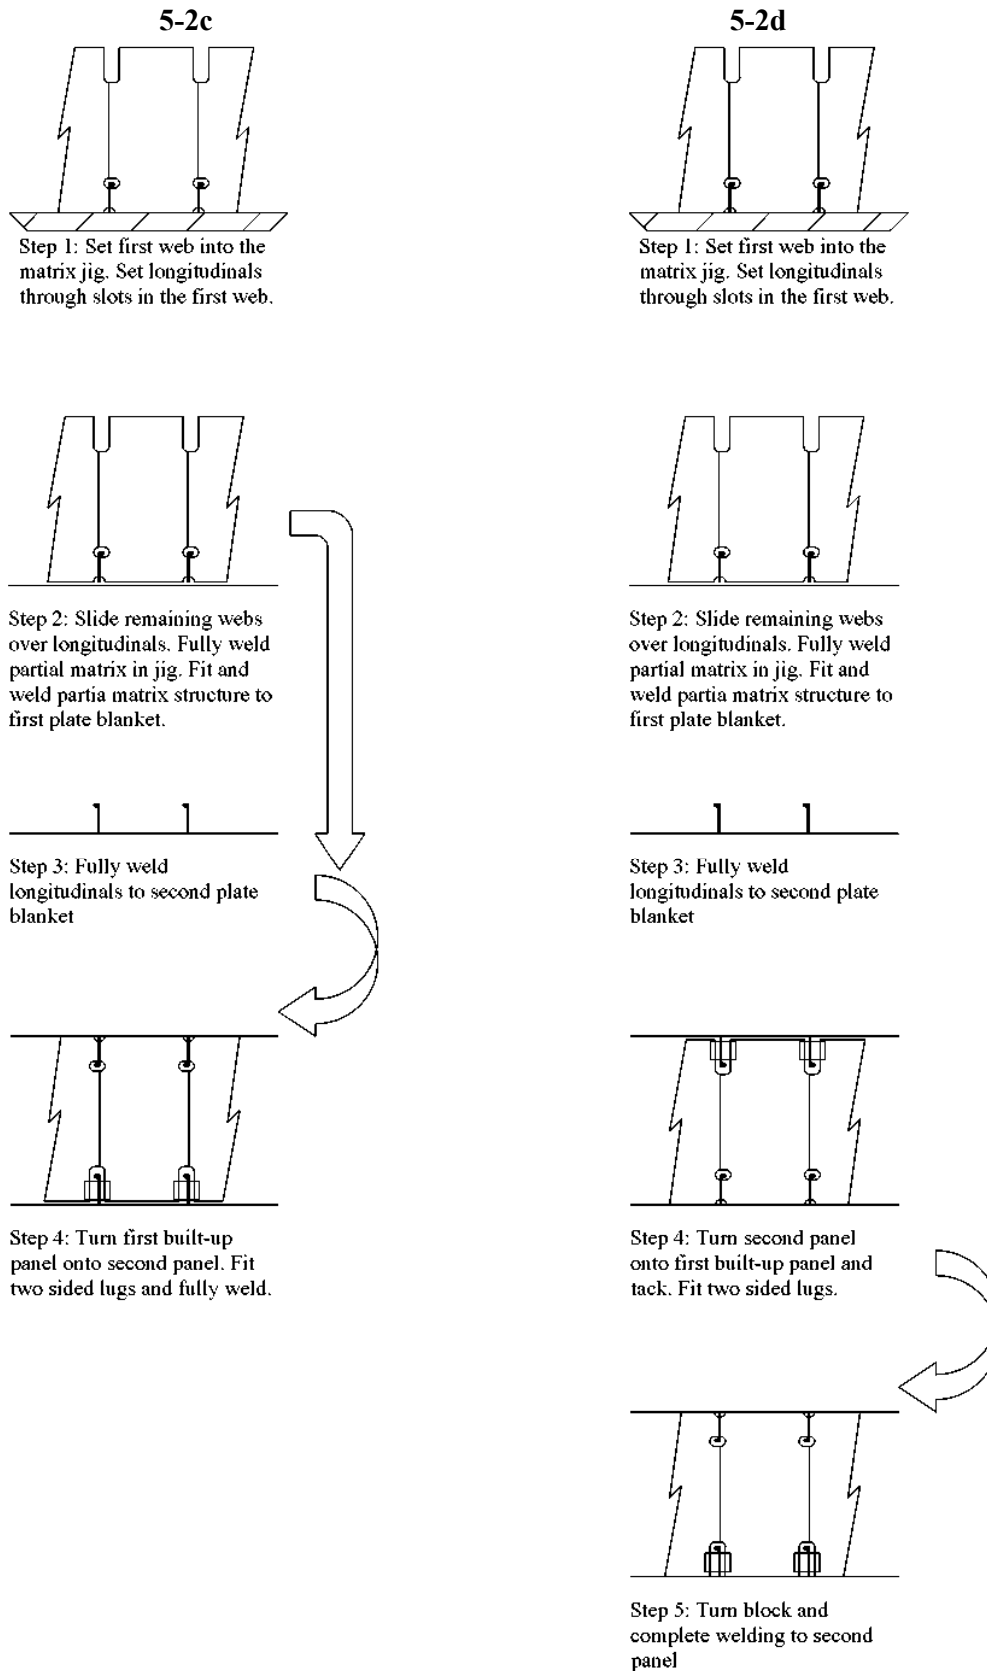 5-2c
Step 1: Set first web into the
matrix jig. Set longitudinals
through slots in the first web.
Step 2: Slide remaining webs
over longitudinals. Fully weld
partial matrix in jig. Fit and
weld partia matrix structure to
first plate blanket.
Step 3: Fully weld
longitudinals to second plate
blanket
Step 4: Turn first built-up
panel onto second panel. Fit
two sided lugs and fully weld.
5-2d
Step 1: Set first web into the
matrix jig. Set longitudinals
through slots in the first web.
Step 2: Slide remaining webs
over longitudinals. Fully weld
partial matrix in jig. Fit and
weld partia matrix structure to
first plate blanket.
Step 3: Fully weld
longitudinals to second plate
blanket
Step 4: Turn second panel
onto first built-up panel and
tack. Fit two sided lugs.
Step 5: Turn block and
complete welding to second
panel